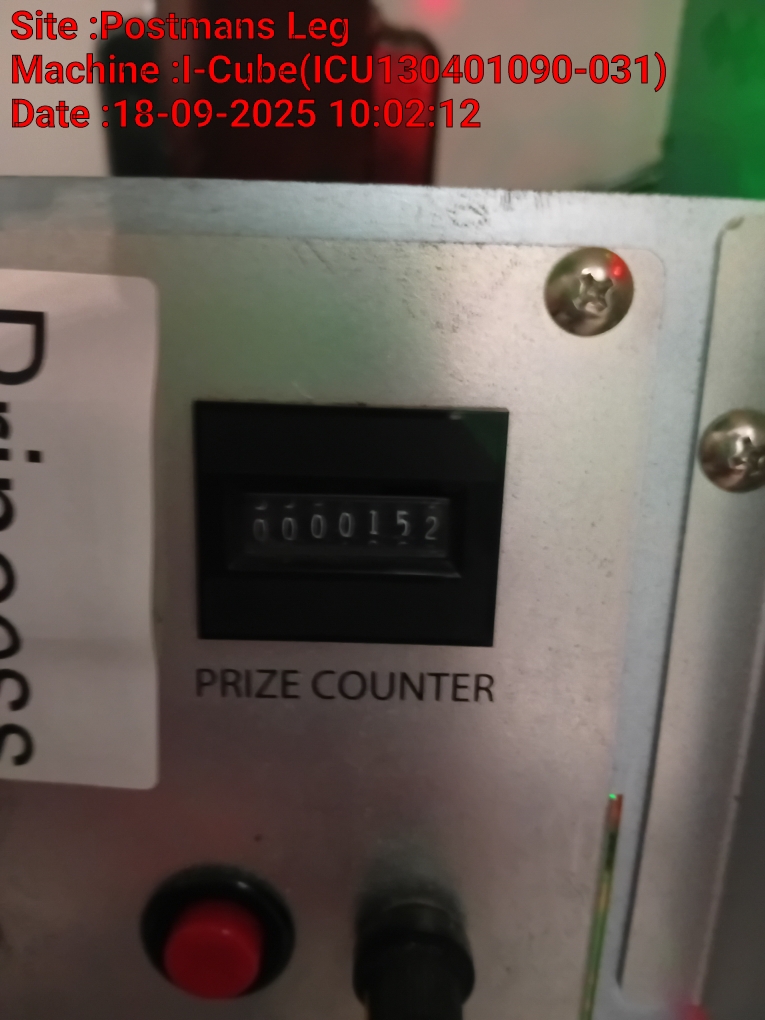 Site :Postmans Leg
Machine :I-Cube(ICU130401090-031)
Date :18-09-2025 10:02:12
0000152
PRIZE COUNTER